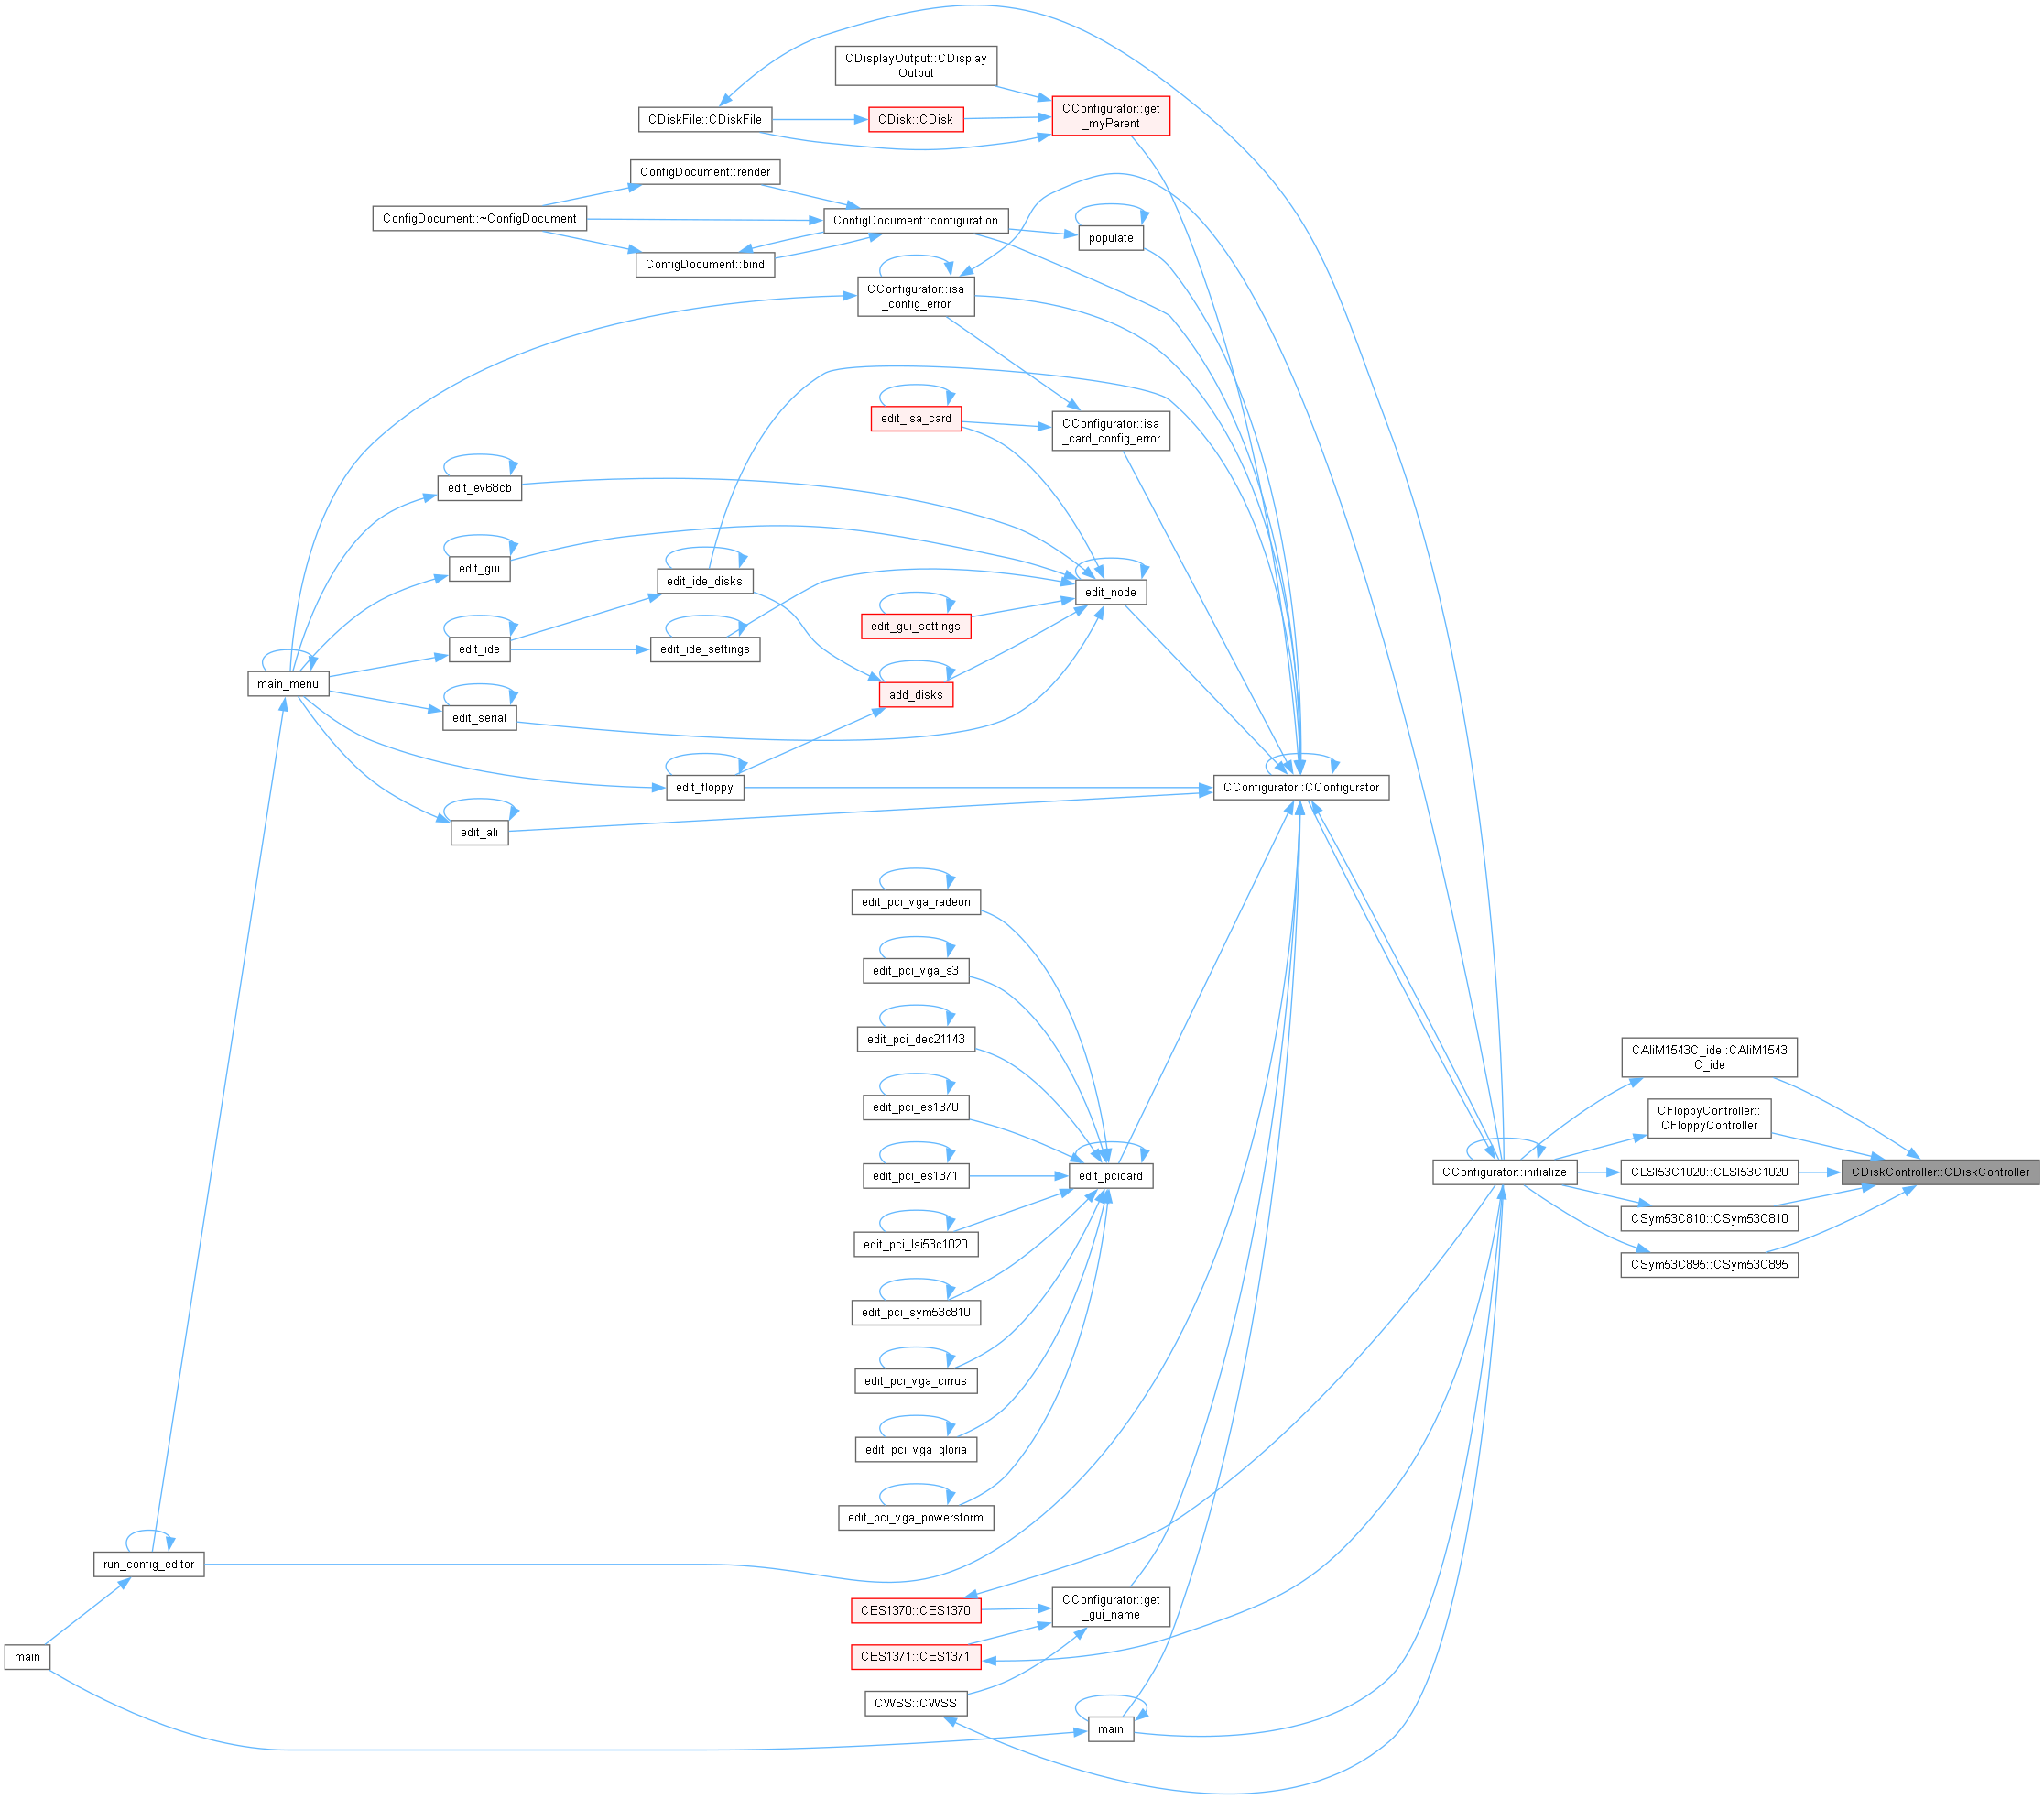 CDisplayOutput::CDisplay
Output
CConfigurator::get
_myParent
CDiskFile::CDiskFile
CDisk::CDisk
ConfigDocument::render
ConfigDocument::~ConfigDocument
ConfigDocument::configuration
populate
ConfigDocument::bind
CConfigurator::isa
_config_error
edit_isa_card
CConfigurator::isa
_card_config_error
edit_ev68cb
edit_gui
edit_ide_disks
edit_node
edit_gui_settings
edit_ide
edit_ide_settings
main_menu
add_disks
edit_serial
edit_floppy
CConfigurator::CConfigurator
edit_ali
edit_pci_vga_radeon
edit_pci_vga_s3
edit_pci_dec21143
CAliM1543C_ide::CAliM1543
C_ide
edit_pci_es1370
CFloppyController::
CFloppyController
edit_pci_es1371
edit_pcicard
CConfigurator::initialize
CLSI53C1020::CLSI53C1020
CDiskController::CDiskController
CSym53C810::CSym53C810
edit_pci_lsi53c1020
CSym53C895::CSym53C895
edit_pci_sym53c810
edit_pci_vga_cirrus
edit_pci_vga_gloria
edit_pci_vga_powerstorm
run_config_editor
CConfigurator::get
_gui_name
CES1370::CES1370
main
CES1371::CES1371
CWSS::CWSS
main